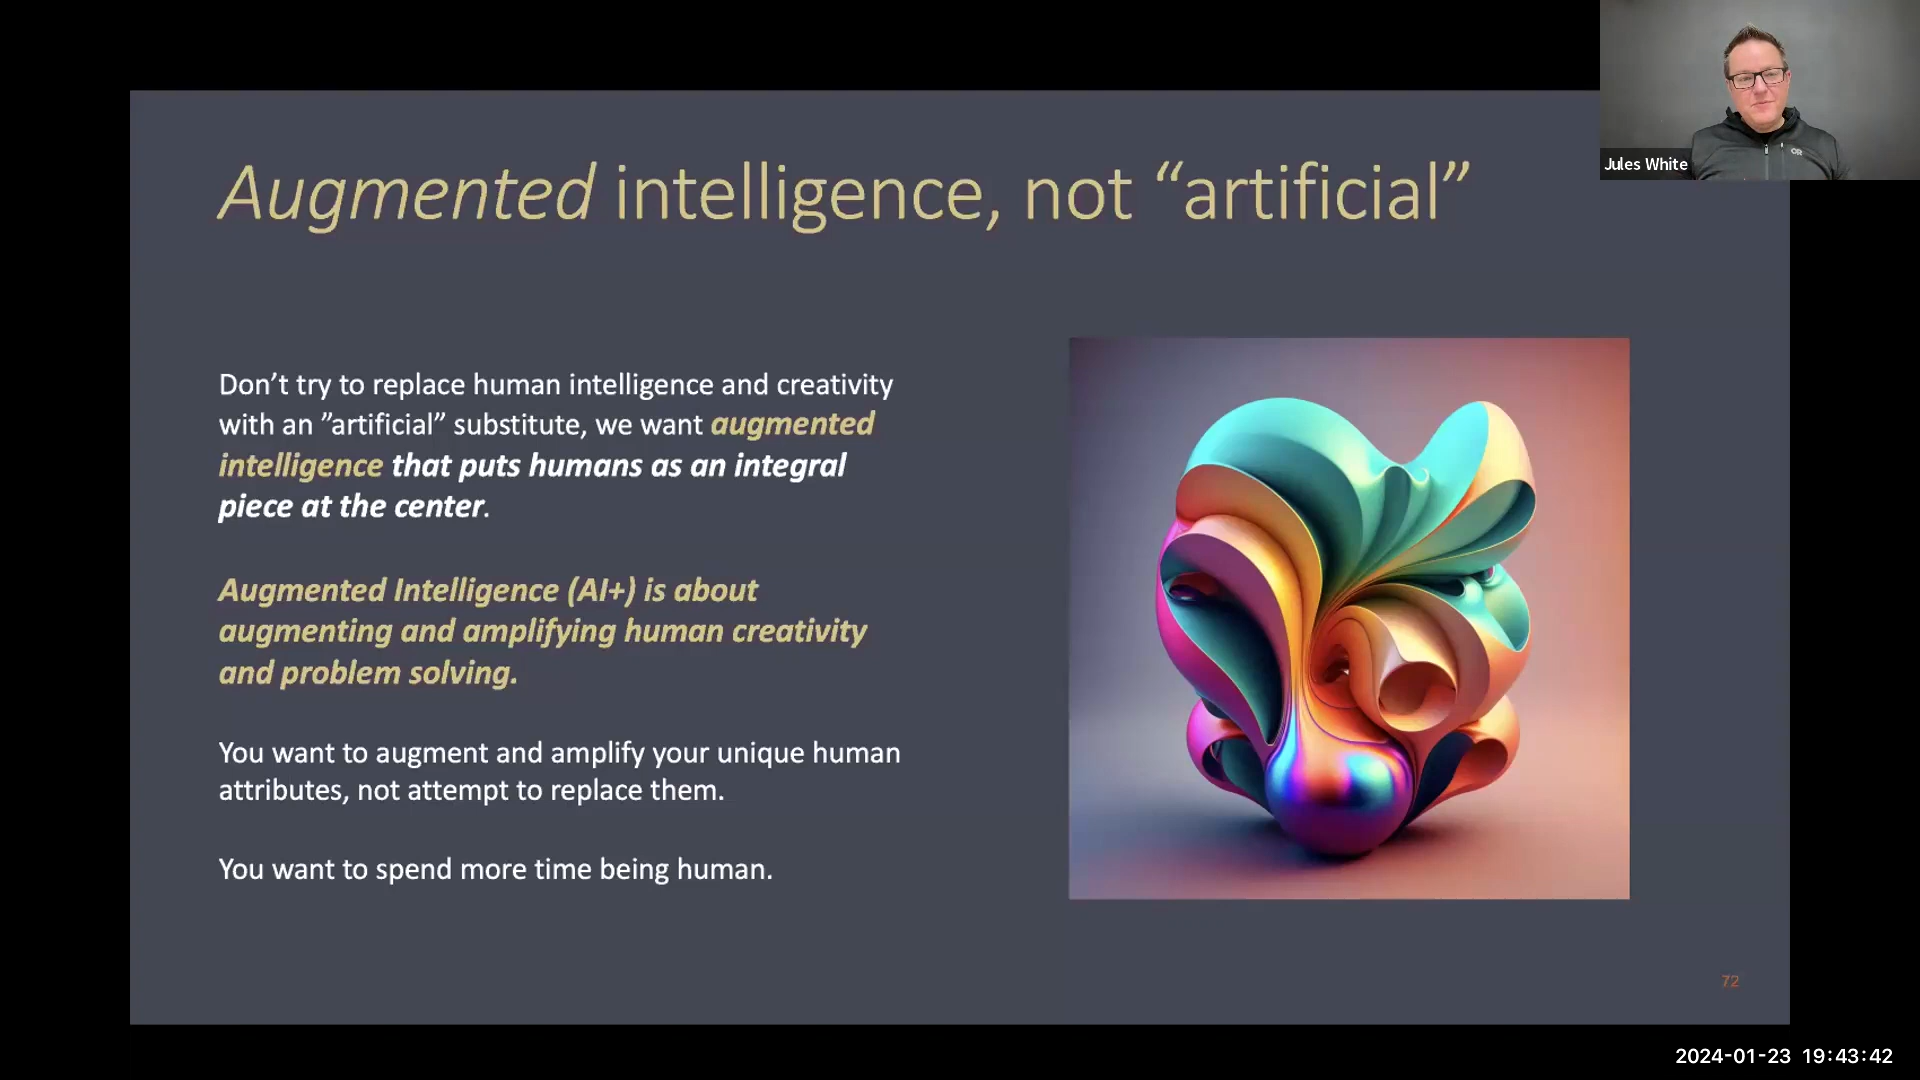 Jules White
Augmented intelligence, not “artificial”
Don’t try to replace human intelligence and creativity
with an ”artificial” substitute, we want augmented
intelligence that puts humans as an integral
piece at the center.
Augmented Intelligence (AI+) is about
augmenting and amplifying human creativity
and problem solving.
You want to augment and amplify your unique human
attributes, not attempt to replace them.
You want to spend more time being human.
72
2024-01-23 19:43:42